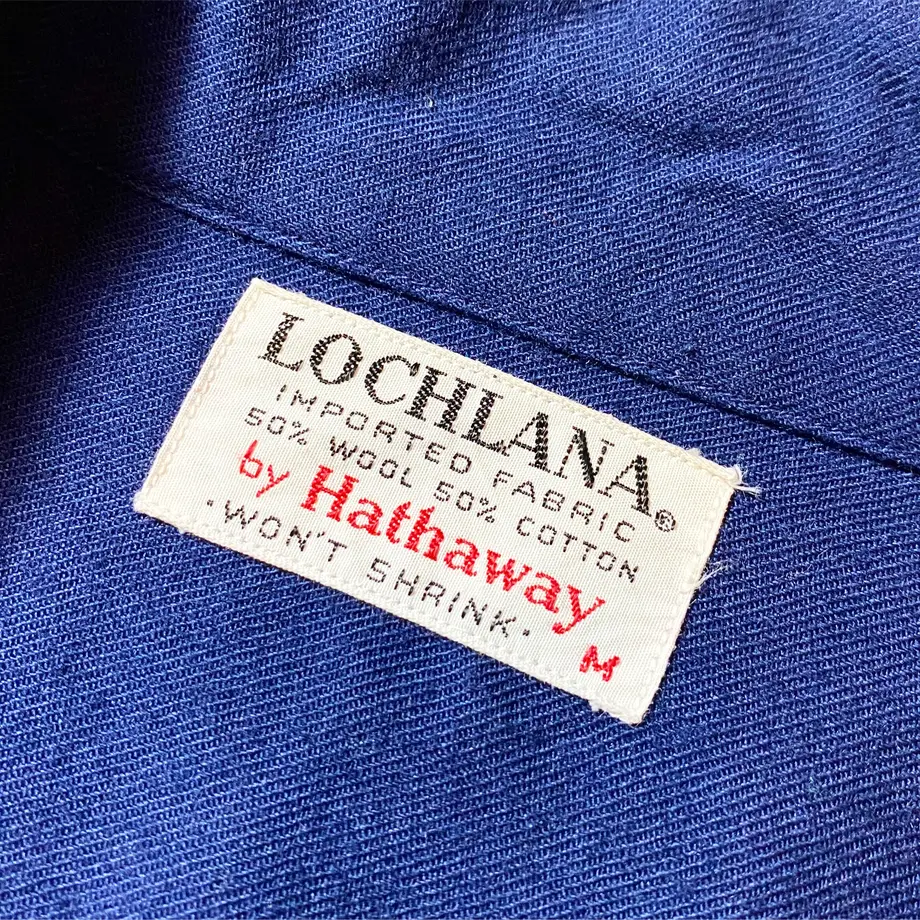 LOCHLANA®
IMPORTED FABRIC
50% WOOL 50% COTTON
by Hathaway
·WON'T SHRINK·
M